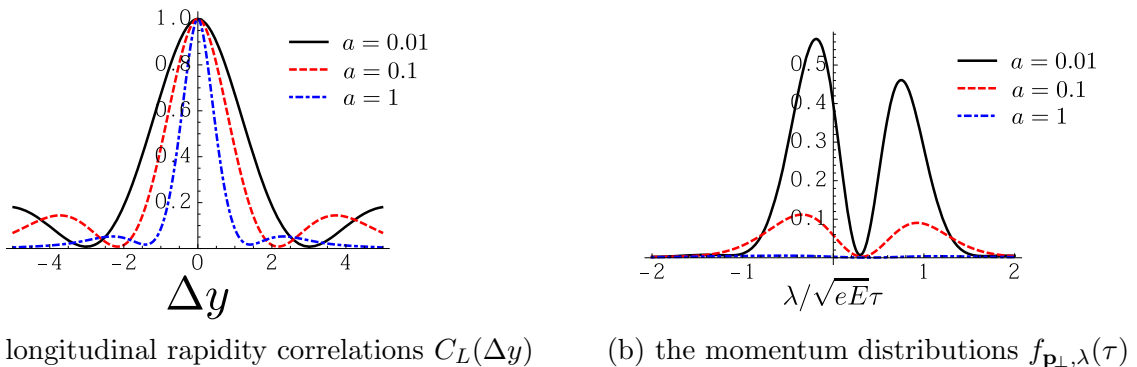 1.0
0.8
0.6
0.4
0.2
a = 0.01
a = 0.1
a = 1
-4 -2 0 2 4
Δy
0.5
0.4
0.3
0.2
0.1
a = 0.01
a = 0.1
a = 1
-2 -1 1 2
λ/√eEτ
longitudinal rapidity correlations C_L(Δy)
(b) the momentum distributions f_{p⊥,λ}(τ)